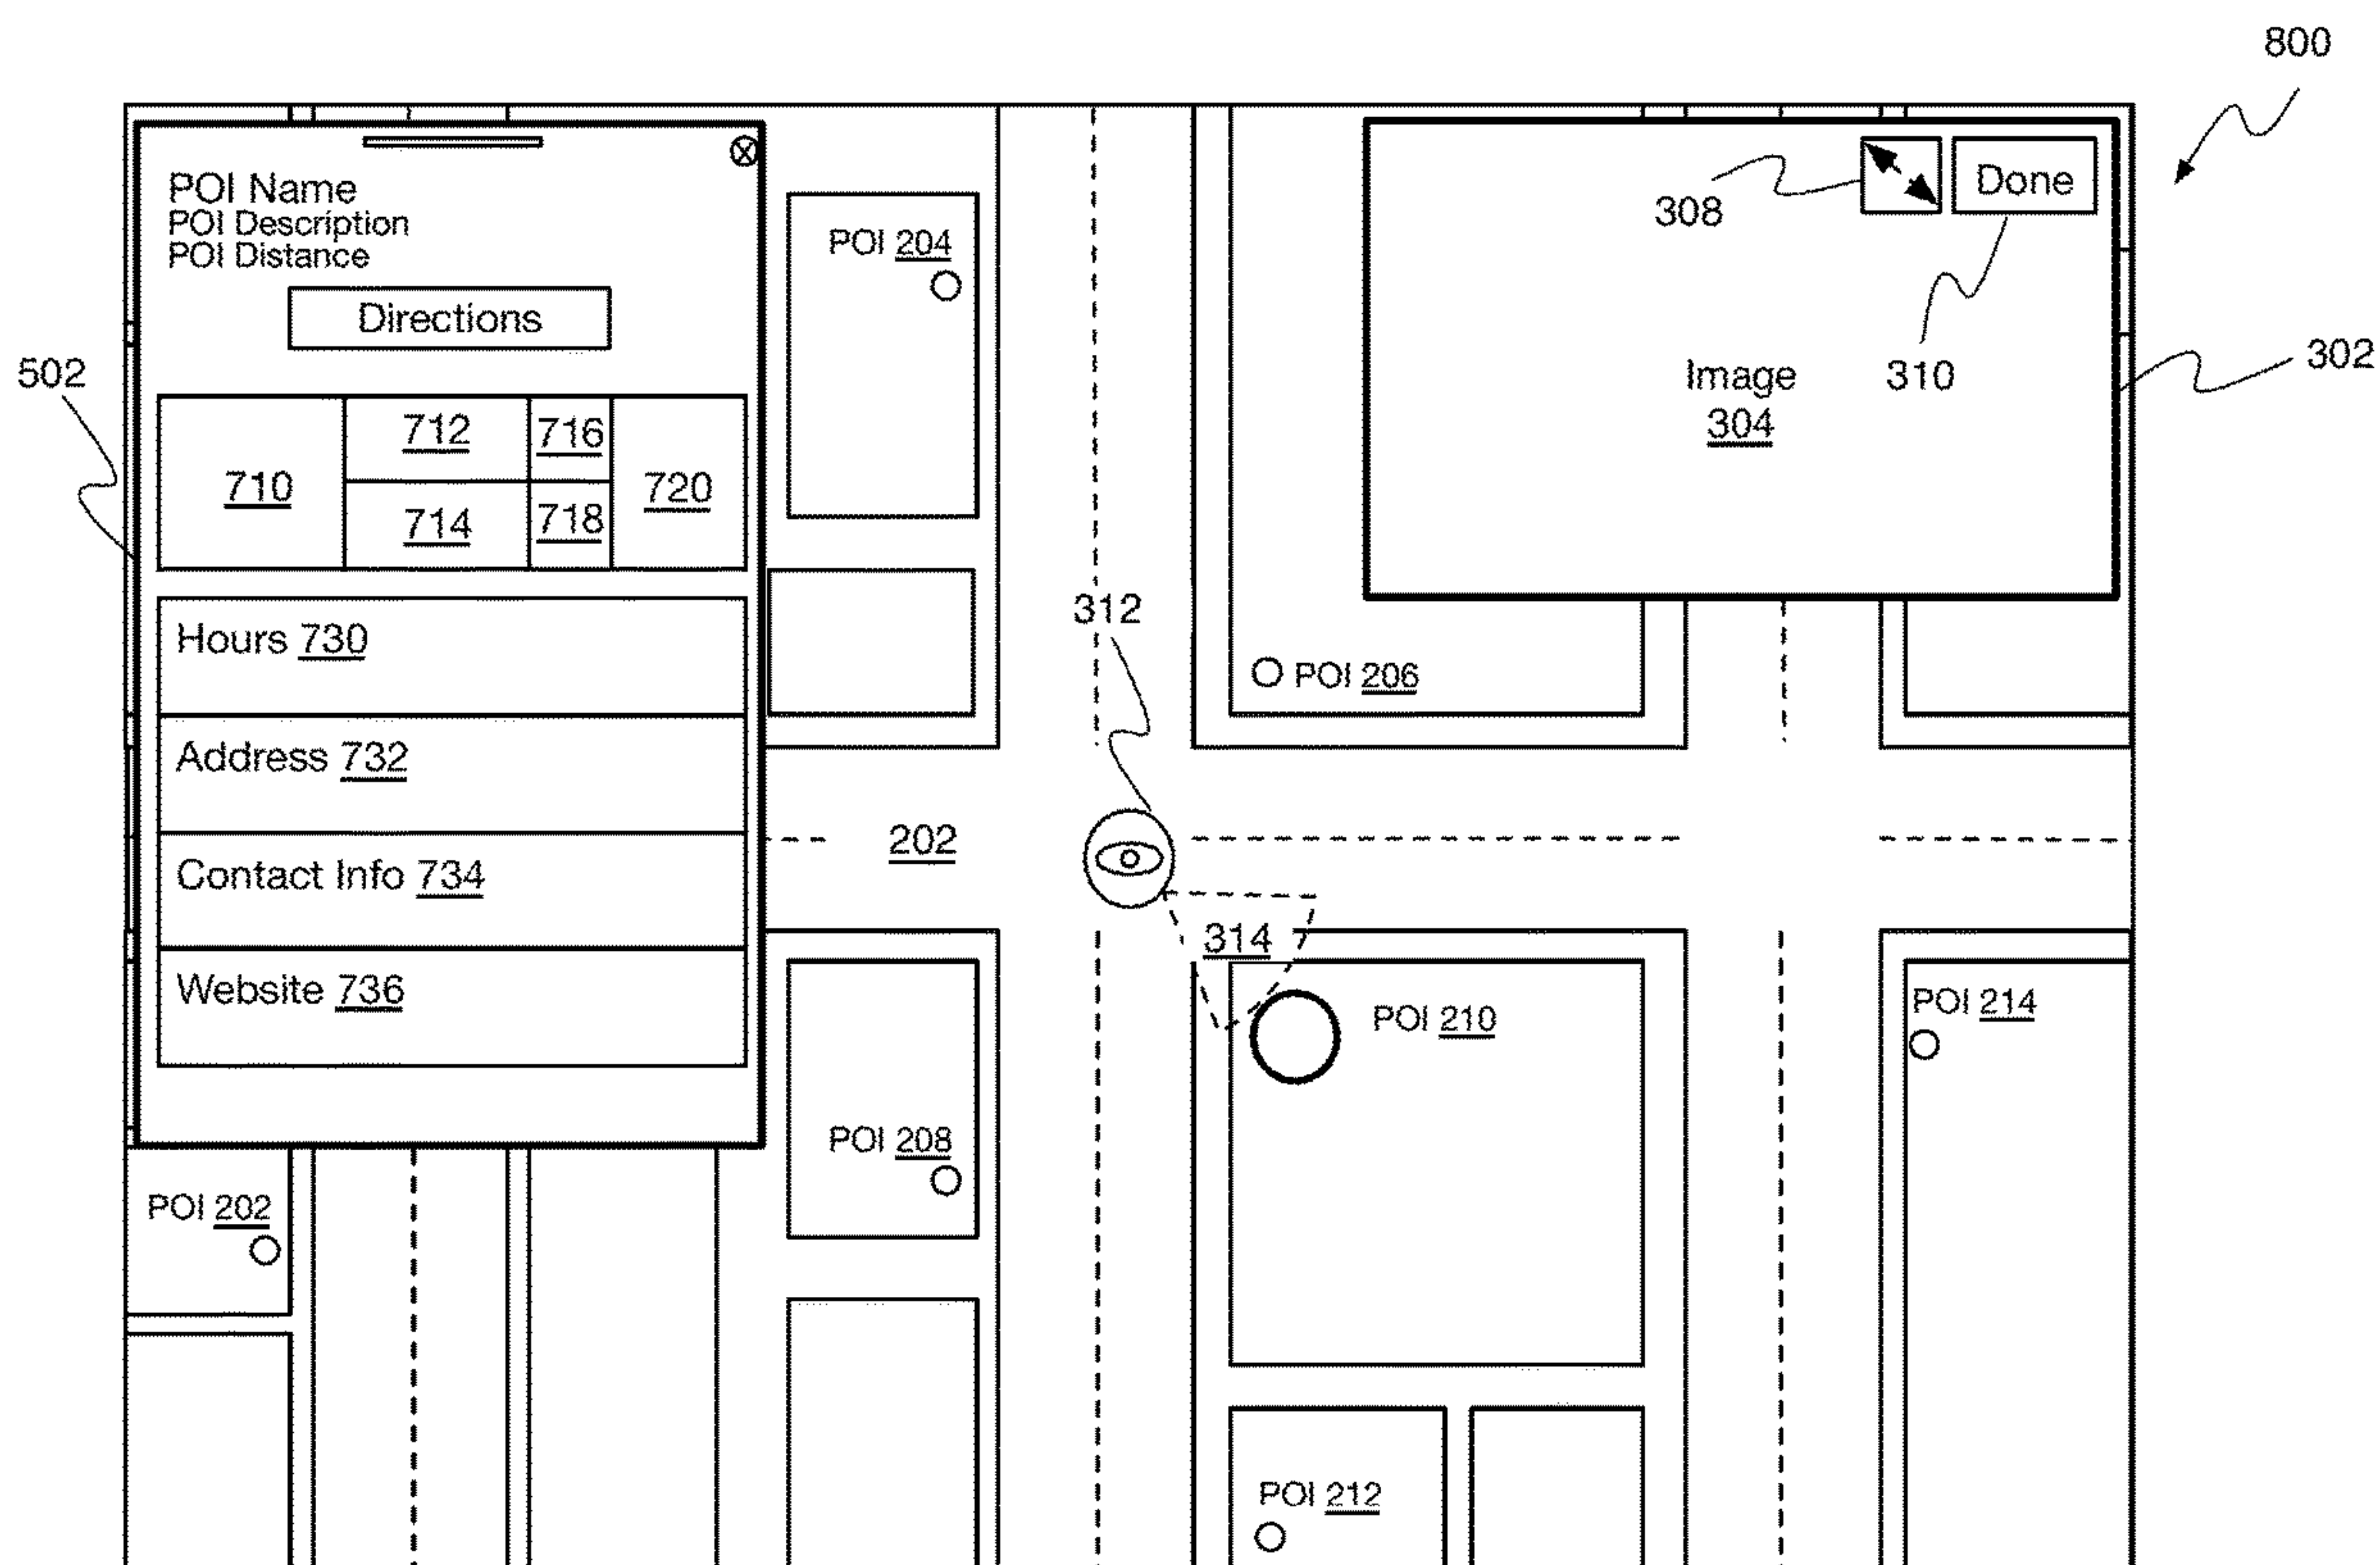 800
POI Name
POI Description
POI Distance
Directions
502
710
712
714
716
718
720
Hours 730
Address 732
Contact Info 734
Website 736
POI 204
308
Done
310
302
Image
304
312
POI 206
202
314
POI 210
POI 214
POI 208
POI 202
POI 212